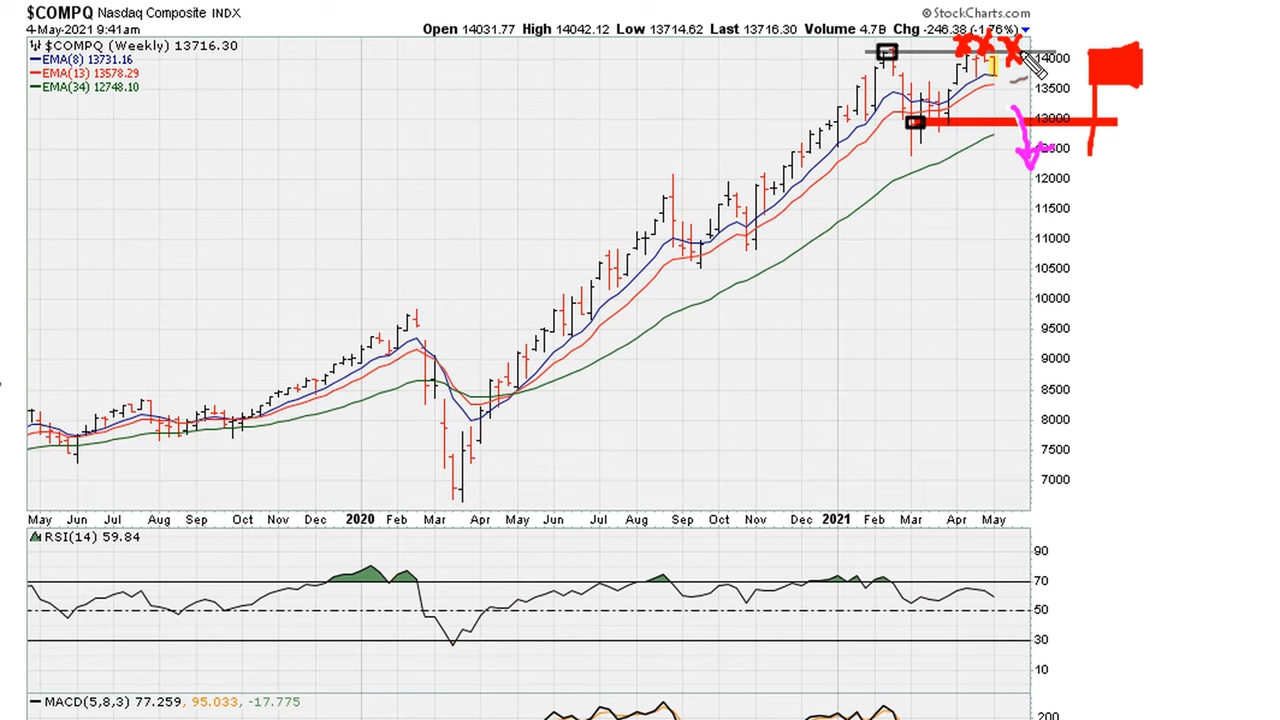 $COMPQ Nasdaq Composite INDX
© StockCharts.com
4-May-2021 9:41am
Open 14031.77 High 14042.12 Low 13714.62 Last 13716.30 Volume 4.7B Chg -246.38 (-1.76%)
$COMPQ (Weekly) 13716.30
EMA(8) 13731.16
EMA(13) 13578.29
EMA(34) 12748.10
14000
13500
13000
12500
12000
11500
11000
10500
10000
9500
9000
8500
8000
7500
7000
May Jun Jul Aug Sep Oct Nov Dec 2020 Feb Mar Apr May Jun Jul Aug Sep Oct Nov Dec 2021 Feb Mar Apr May
RSI(14) 59.84
90
70
50
30
10
MACD(5,8,3) 77.259, 95.033, -17.775
200